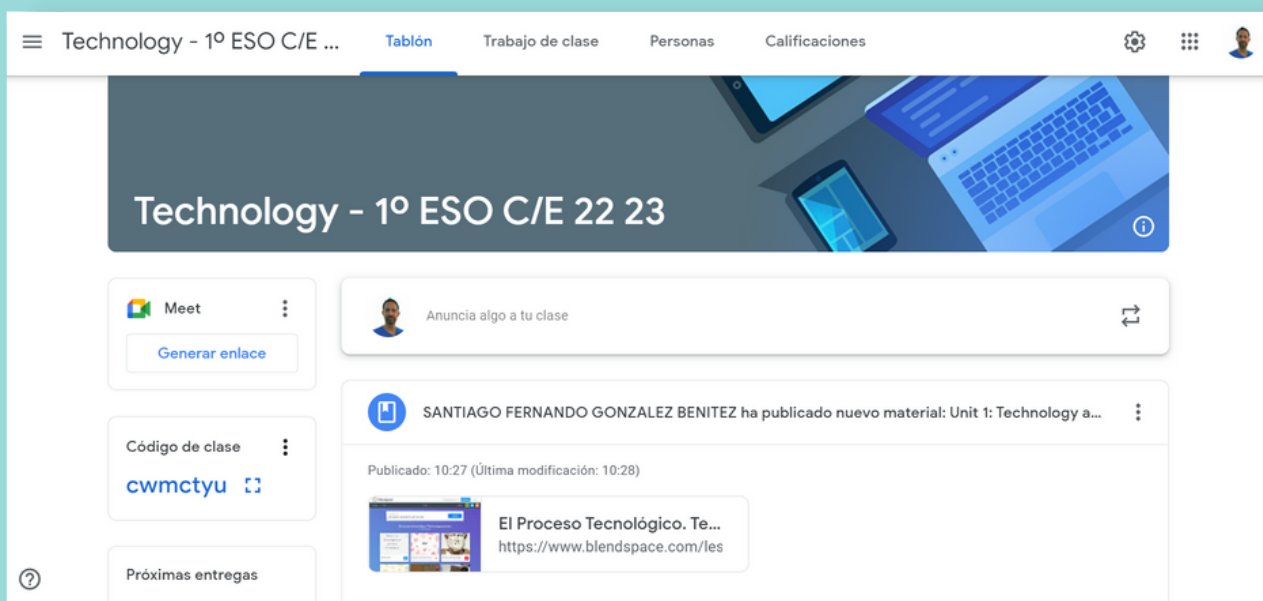 Technology - 1º ESO C/E ...
Tablón
Trabajo de clase
Personas
Calificaciones
Technology - 1º ESO C/E 22 23
Meet
Generar enlace
Anuncia algo a tu clase
SANTIAGO FERNANDO GONZALEZ BENITEZ ha publicado nuevo material: Unit 1: Technology a...
Código de clase
cwmctyu
Publicado: 10:27 (Última modificación: 10:28)
El Proceso Tecnológico. Te...
https://www.blendspace.com/les
Próximas entregas